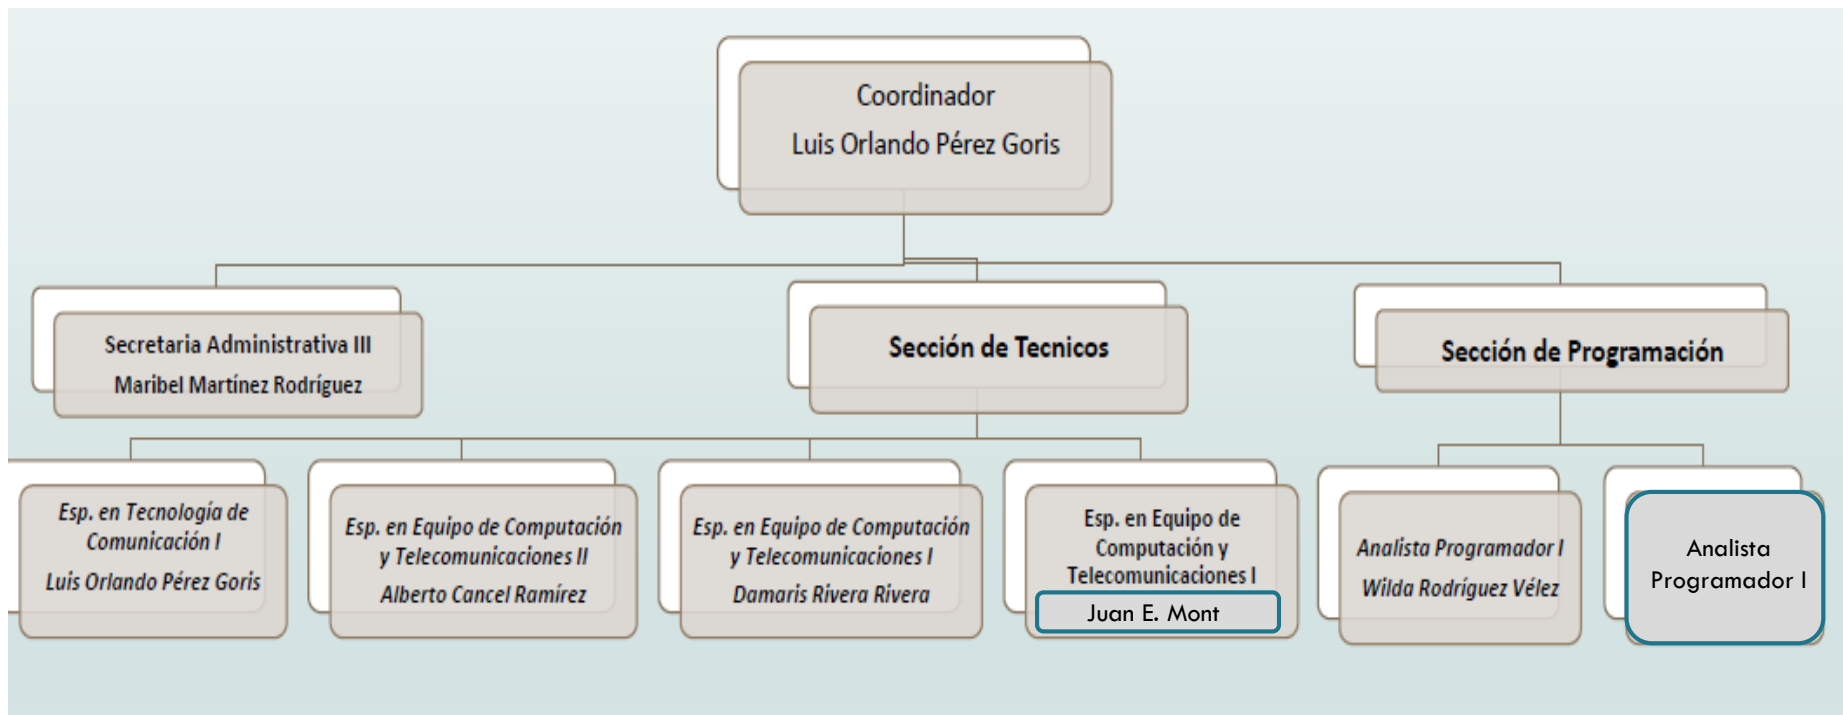 Coordinador
Luis Orlando Pérez Goris
Secretaria Administrativa III
Maribel Martínez Rodríguez
Sección de Tecnicos
Sección de Programación
Esp. en Tecnología de
Comunicación I
Luis Orlando Pérez Goris
Esp. en Equipo de Computación
y Telecomunicaciones II
Alberto Cancel Ramírez
Esp. en Equipo de Computación
y Telecomunicaciones I
Damaris Rivera Rivera
Esp. en Equipo de
Computación y
Telecomunicaciones I
Juan E. Mont
Analista Programador I
Wilda Rodríguez Vélez
Analista
Programador I